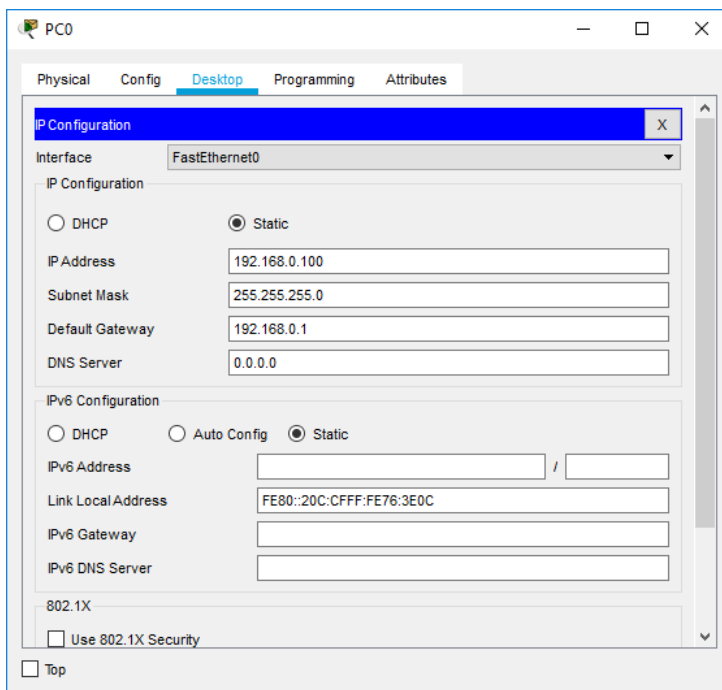 PC0
Physical Config Desktop Programming Attributes
IP Configuration X
Interface FastEthernet0
IP Configuration
DHCP Static
IP Address 192.168.0.100
Subnet Mask 255.255.255.0
Default Gateway 192.168.0.1
DNS Server 0.0.0.0
IPv6 Configuration
DHCP Auto Config Static
IPv6 Address /
Link Local Address FE80::20C:CFFF:FE76:3E0C
IPv6 Gateway
IPv6 DNS Server
802.1X
Use 802.1X Security
Top